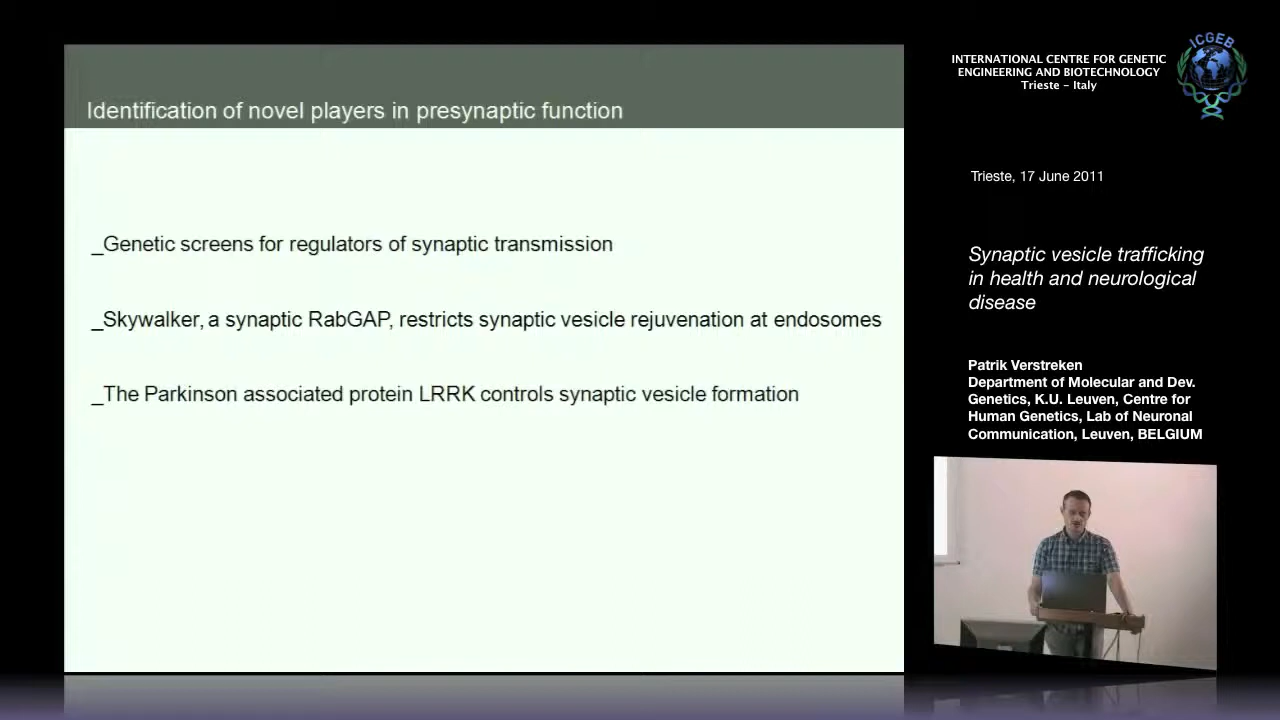 Identification of novel players in presynaptic function
_Genetic screens for regulators of synaptic transmission
_Skywalker, a synaptic RabGAP, restricts synaptic vesicle rejuvenation at endosomes
_The Parkinson associated protein LRRK controls synaptic vesicle formation
INTERNATIONAL CENTRE FOR GENETIC
ENGINEERING AND BIOTECHNOLOGY
Trieste - Italy
ICGEB
Trieste, 17 June 2011
Synaptic vesicle trafficking
in health and neurological
disease
Patrik Verstreken
Department of Molecular and Dev.
Genetics, K.U. Leuven, Centre for
Human Genetics, Lab of Neuronal
Communication, Leuven, BELGIUM